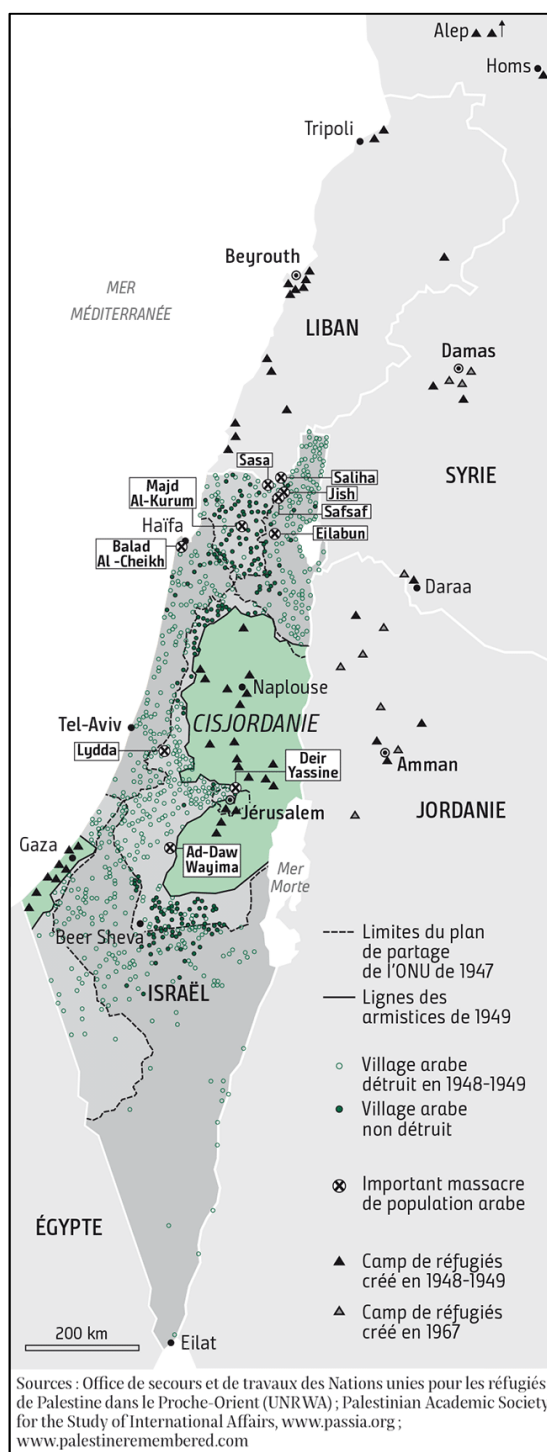 Alep
Homs
Tripoli
Beyrouth
MER
MÉDITERRANÉE
LIBAN
Damas
Sasa
SYRIE
Majd
Al-Kurum
Saliha
Jish
Safsaf
Haïfa
Eilabun
Balad
Al -Cheikh
Daraa
Naplouse
Tel-Aviv
CISJORDANIE
Lydda
Deir
Yassine
Amman
Jérusalem
JORDANIE
Gaza
Ad-Daw
Wayima
Mer
Morte
Beer Sheva
ISRAËL
Limites du plan
de partage
de l’ONU de 1947
Lignes des
armistices de 1949
Village arabe
détruit en 1948-1949
Village arabe
non détruit
Important massacre
de population arabe
ÉGYPTE
Camp de réfugiés
créé en 1948-1949
Camp de réfugiés
créé en 1967
200 km
Eilat
Sources : Office de secours et de travaux des Nations unies pour les réfugiés
de Palestine dans le Proche-Orient (UNRWA) ; Palestinian Academic Society
for the Study of International Affairs, www.passia.org ;
www.palestineremembered.com